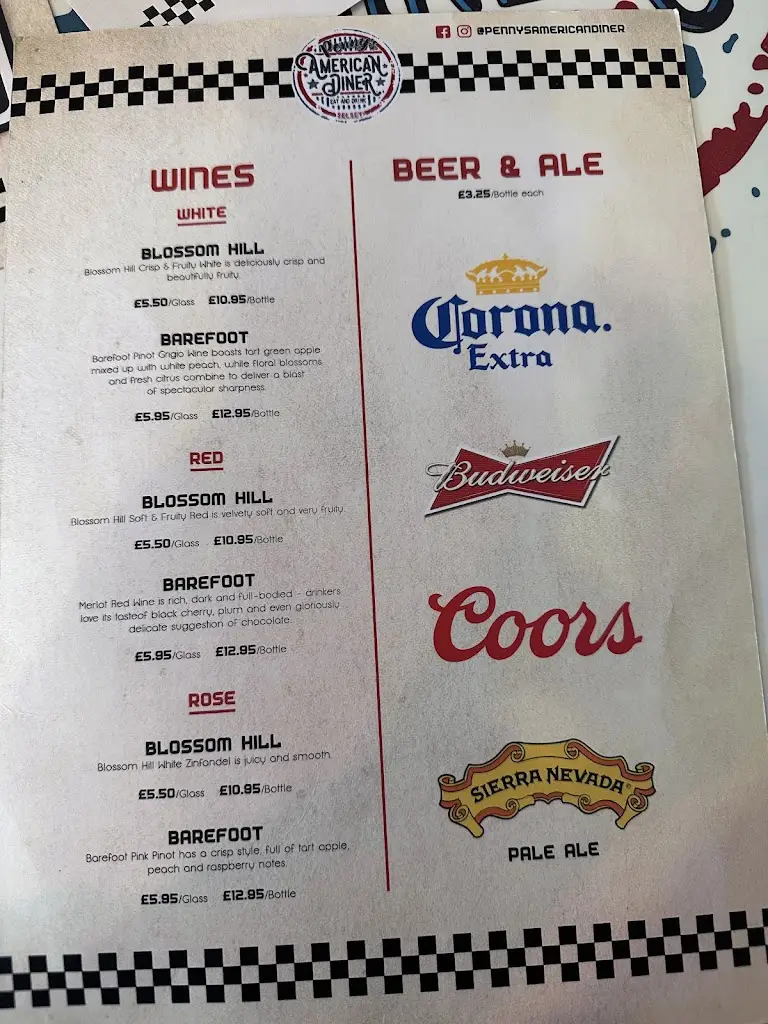 @PENNYSAMERICANDINER
Penny's
AMERICAN
DINER
EAT AND DRINK
SELSEY
WINES
WHITE
BLOSSOM HILL
Blossom Hill Crisp & Fruity White is deliciously crisp and
beautifully fruity.
£5.50/Glass £10.95/Bottle
BAREFOOT
Barefoot Pinot Grigio Wine boasts tart green apple
mixed up with white peach, while floral blossoms
and fresh citrus combine to deliver a blast
of spectacular sharpness.
£5.95/Glass £12.95/Bottle
RED
BLOSSOM HILL
Blossom Hill Soft & Fruity Red is velvety soft and very fruity.
£5.50/Glass £10.95/Bottle
BAREFOOT
Merlot Red Wine is rich, dark and full-bodied - drinkers
love its tasteof black cherry, plum and even gloriously
delicate suggestion of chocolate.
£5.95/Glass £12.95/Bottle
ROSE
BLOSSOM HILL
Blossom Hill White Zinfandel is juicy and smooth.
£5.50/Glass £10.95/Bottle
BAREFOOT
Barefoot Pink Pinot has a crisp style, full of tart apple,
peach and raspberry notes.
£5.95/Glass £12.95/Bottle
BEER & ALE
£3.25/Bottle each
Corona.
Extra
Budweiser
Coors
SIERRA NEVADA®
PALE ALE